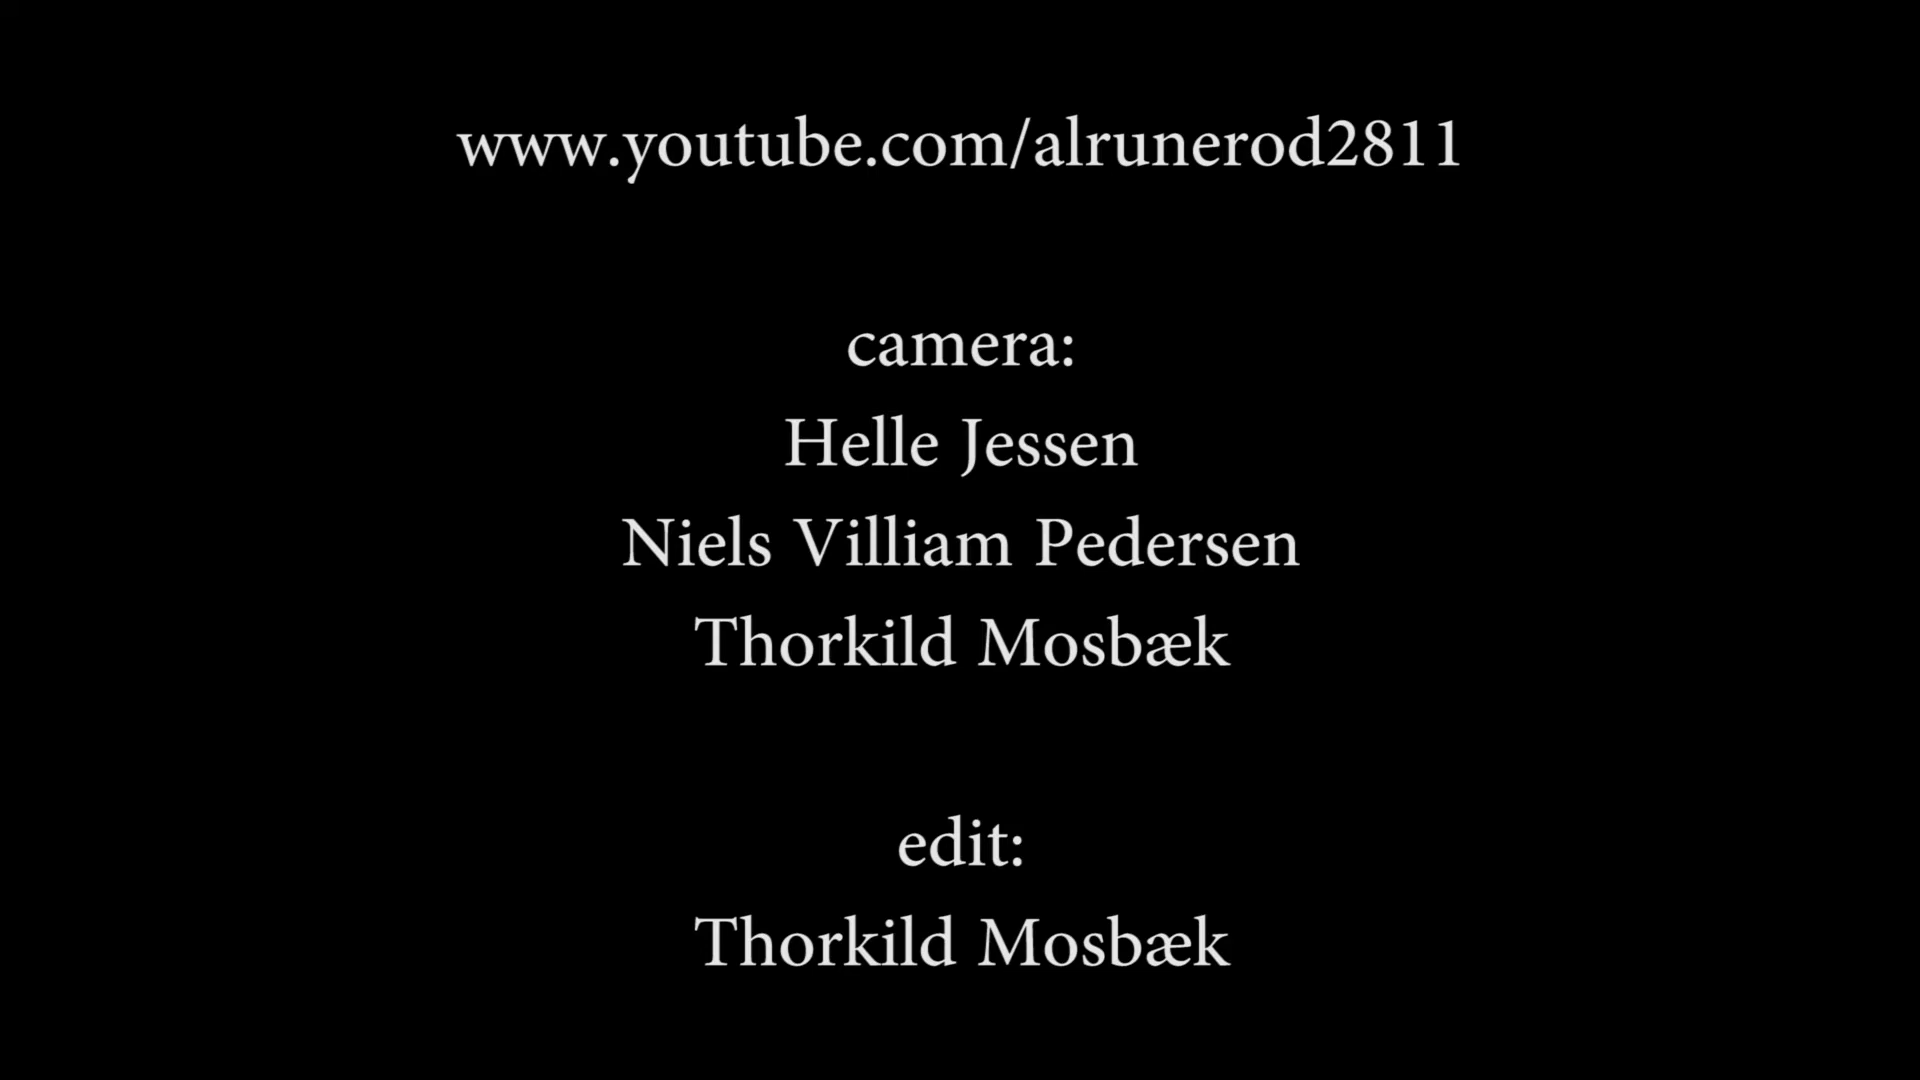 www.youtube.com/alrunerod2811
camera:
Helle Jessen
Niels Villiam Pedersen
Thorkild Mosbæk
edit:
Thorkild Mosbæk